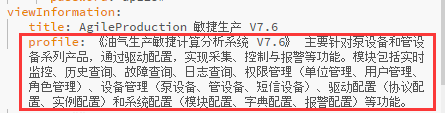 viewInformation:
title: AgileProduction 敏捷生产 V7.6
profile: 《油气生产敏捷计算分析系统 V7.6》 主要针对泵设备和管设
备系列产品，通过驱动配置，实现采集、控制与报警等功能。模块包括实时
监控、历史查询、故障查询、日志查询、权限管理（单位管理、用户管理、
角色管理）、设备管理（泵设备、管设备、短信设备）、驱动配置（协议配
置、实例配置）和系统配置（模块配置、字典配置、报警配置）等功能。